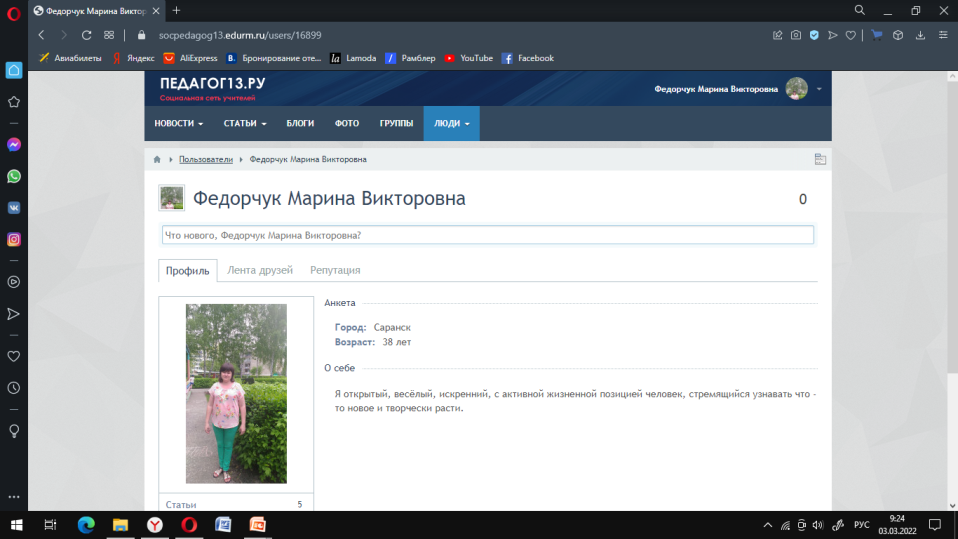 Федорчук Марина Виктор
socpedagog13.edurm.ru/users/16899
Авиабилеты Яндекс AliExpress Бронирование оте... Lamoda Рамблер YouTube Facebook
ПЕДАГОГ13.РУ
Социальная сеть учителей
Федорчук Марина Викторовна
НОВОСТИ СТАТЬИ БЛОГИ ФОТО ГРУППЫ ЛЮДИ
Пользователи Федорчук Марина Викторовна
Федорчук Марина Викторовна 0
Что нового, Федорчук Марина Викторовна?
Профиль Лента друзей Репутация
Анкета
Город: Саранск
Возраст: 38 лет
О себе
Я открытый, весёлый, искренний, с активной жизненной позицией человек, стремящийся узнавать что -
то новое и творчески расти.
Статьи 5
РУС 9:24
03.03.2022